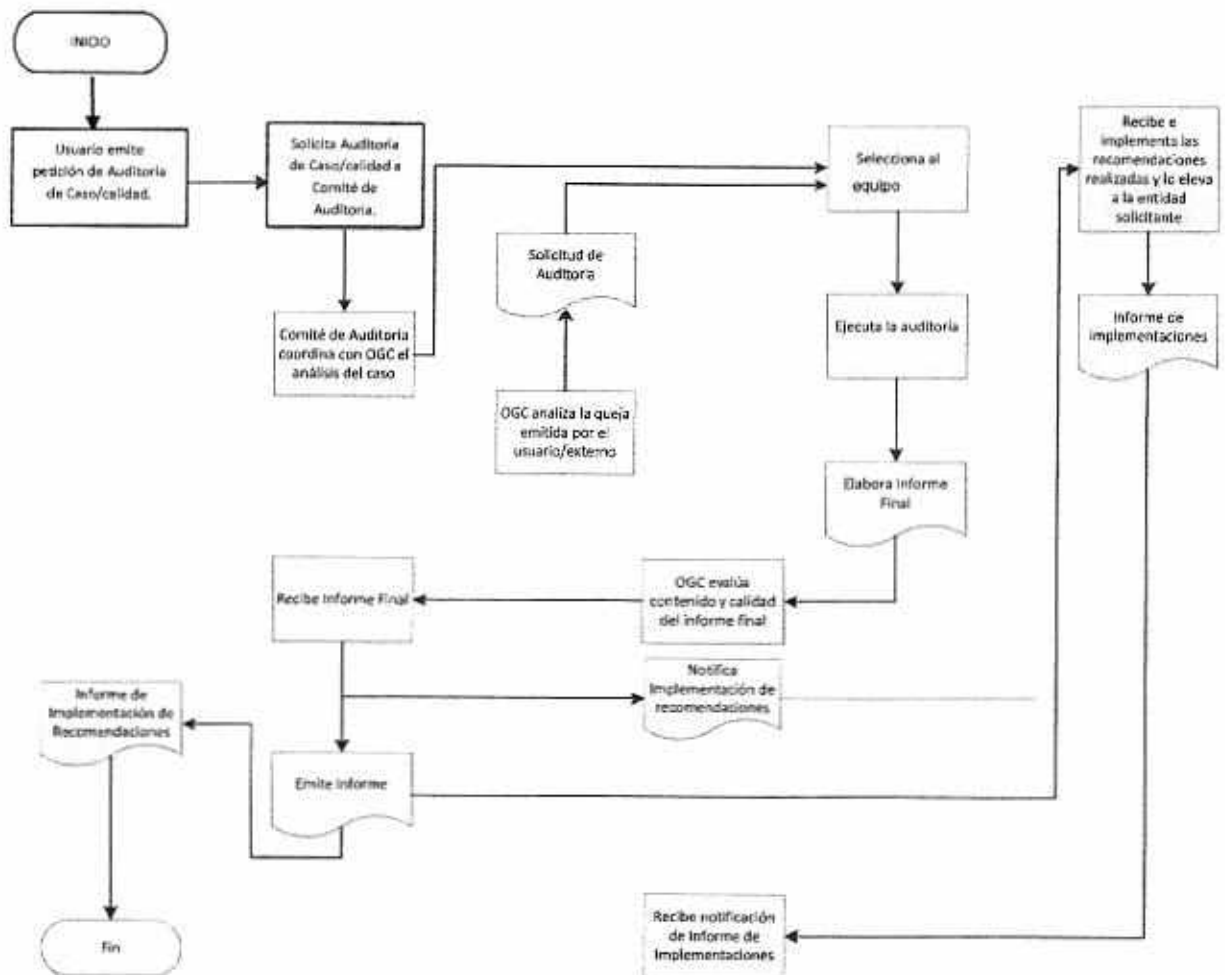 INICIO
Usuario emite
petición de Auditoria
de Caso/calidad.
Solicita Auditoria
de Caso/calidad a
Comité de
Auditoria.
Comité de Auditoria
coordina con OGC el
análisis del caso
Solicitud de
Auditoria
OGC analiza la queja
emitida por el
usuario/externo
Selecciona al
equipo
Ejecuta la auditoría
Elabora Informe
Final
Recibe e
implementa las
recomendaciones
realizadas y lo eleva
a la entidad
solicitante
Informe de
implementaciones
OGC evalúa
contenido y calidad
del informe final
Recibe Informe Final
Notifica
Implementación de
recomendaciones
Emite Informe
Informe de
Implementación de
Recomendaciones
Fin
Recibe notificación
de Informe de
Implementaciones